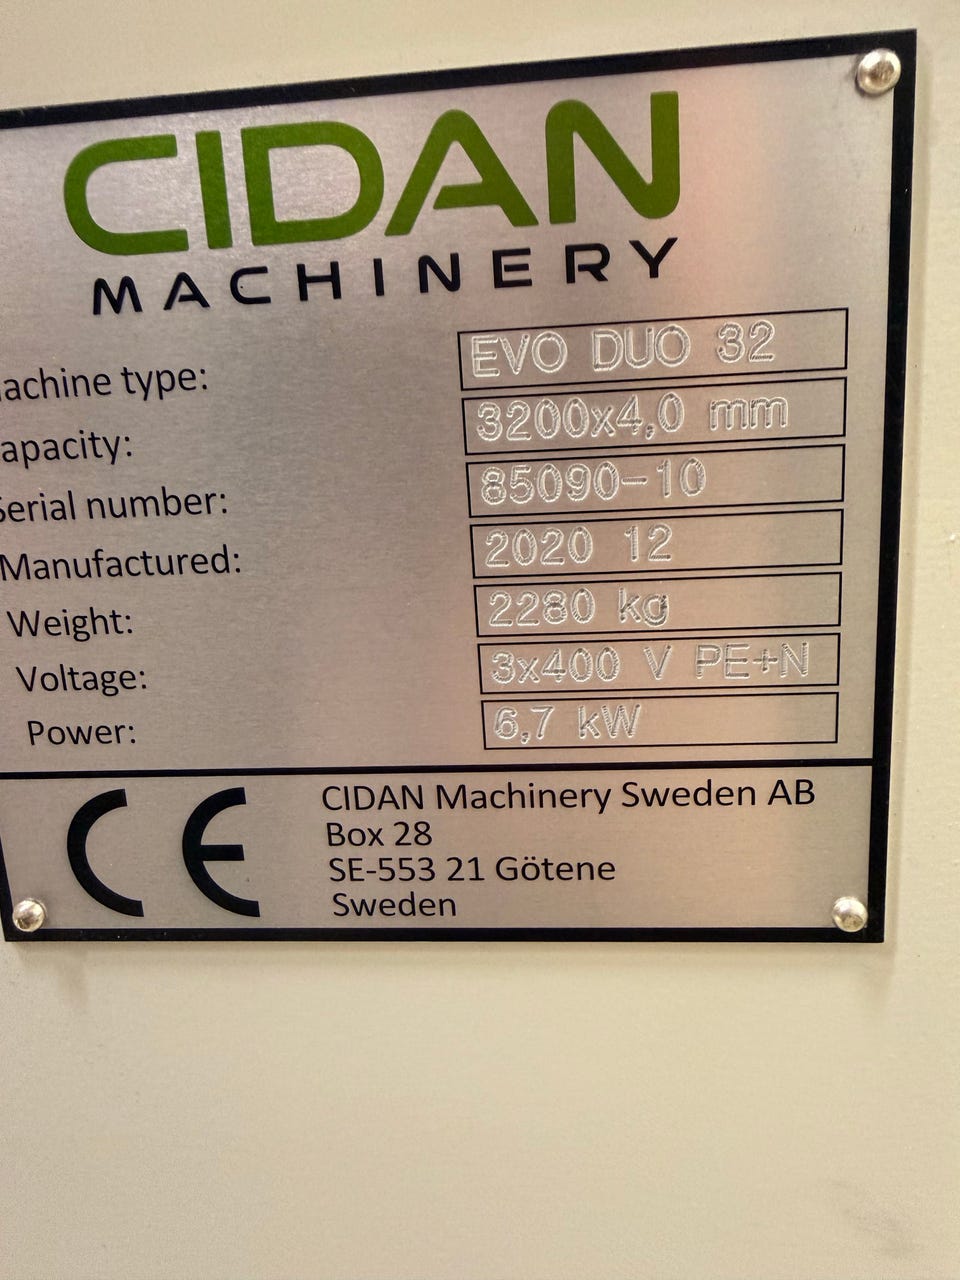 CIDAN
MACHINERY
achine type: EVO DUO 32
apacity: 3200x4,0 mm
Serial number: 85090-10
Manufactured: 2020 12
Weight: 2280 kg
Voltage: 3x400 V PE+N
Power: 6,7 kW
CE
CIDAN Machinery Sweden AB
Box 28
SE-553 21 Götene
Sweden